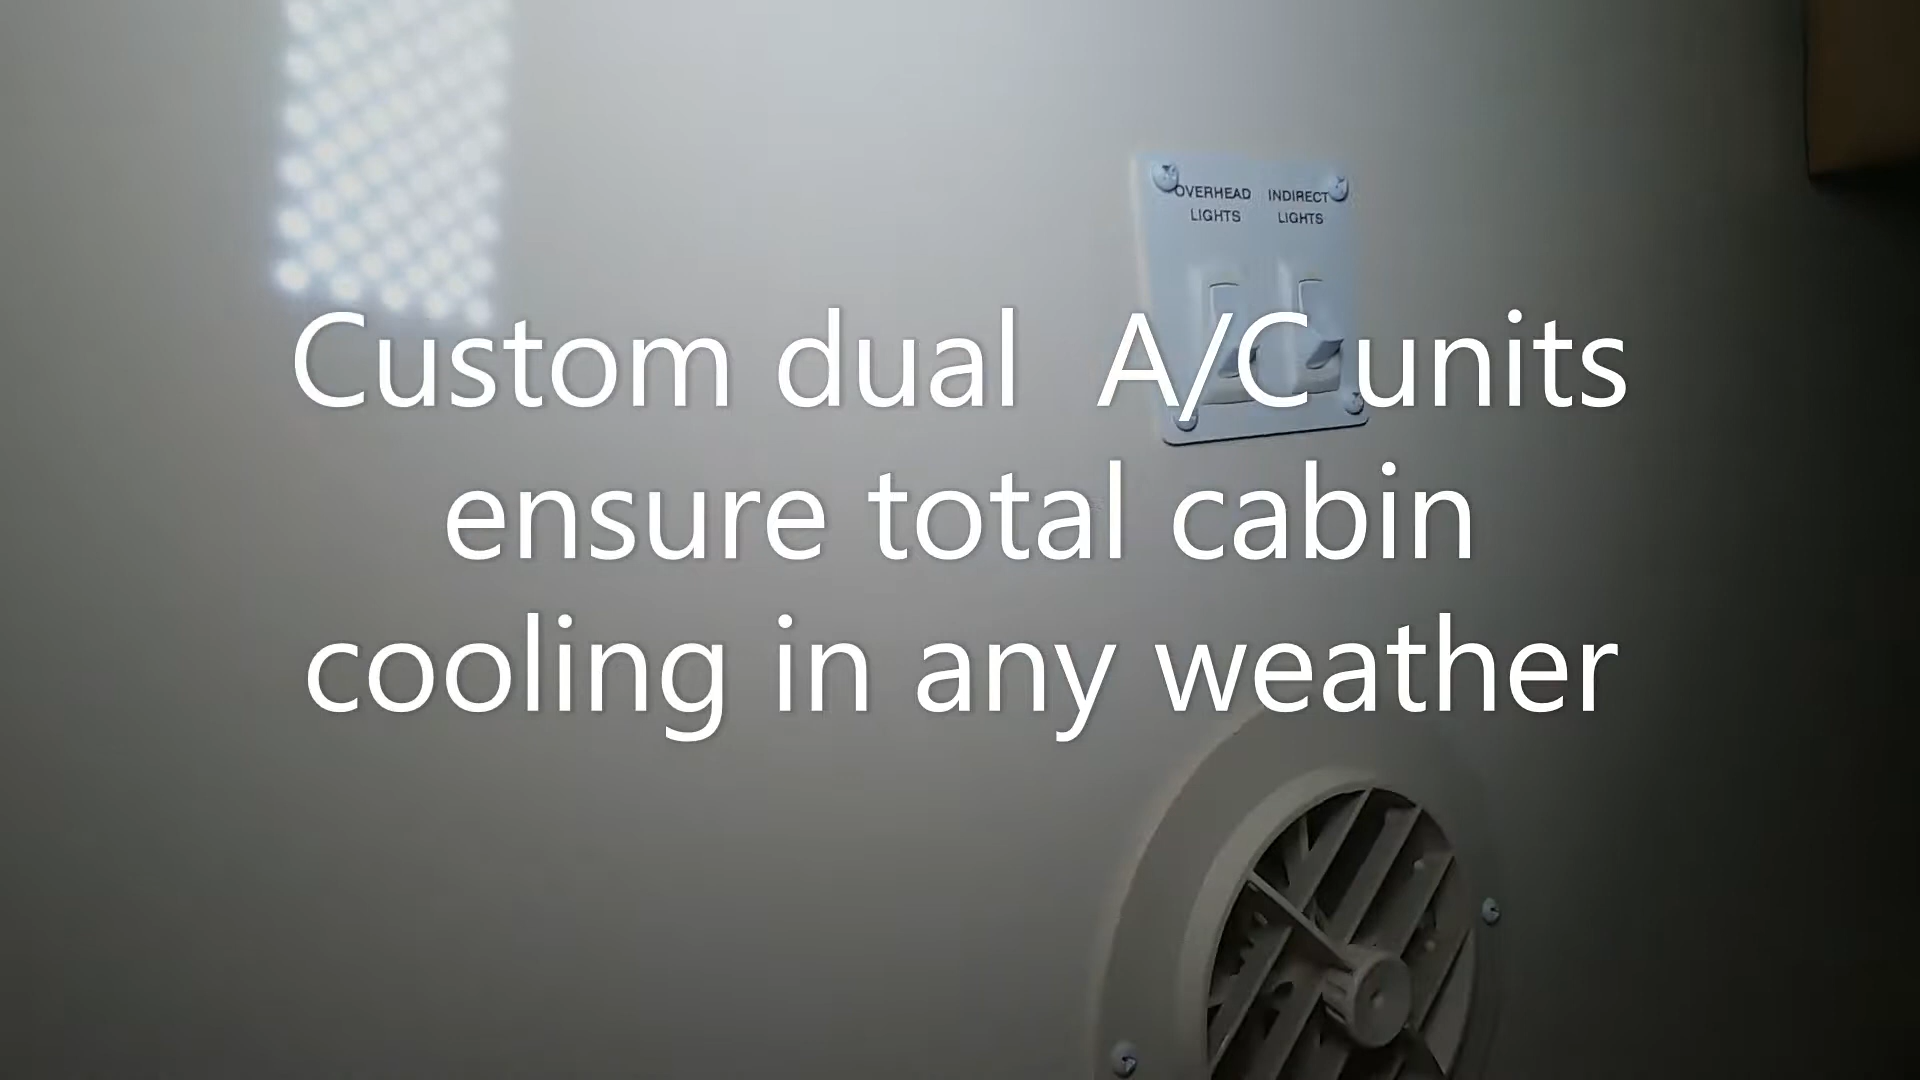 OVERHEAD INDIRECT
LIGHTS LIGHTS
Custom dual  A/C units
ensure total cabin
cooling in any weather